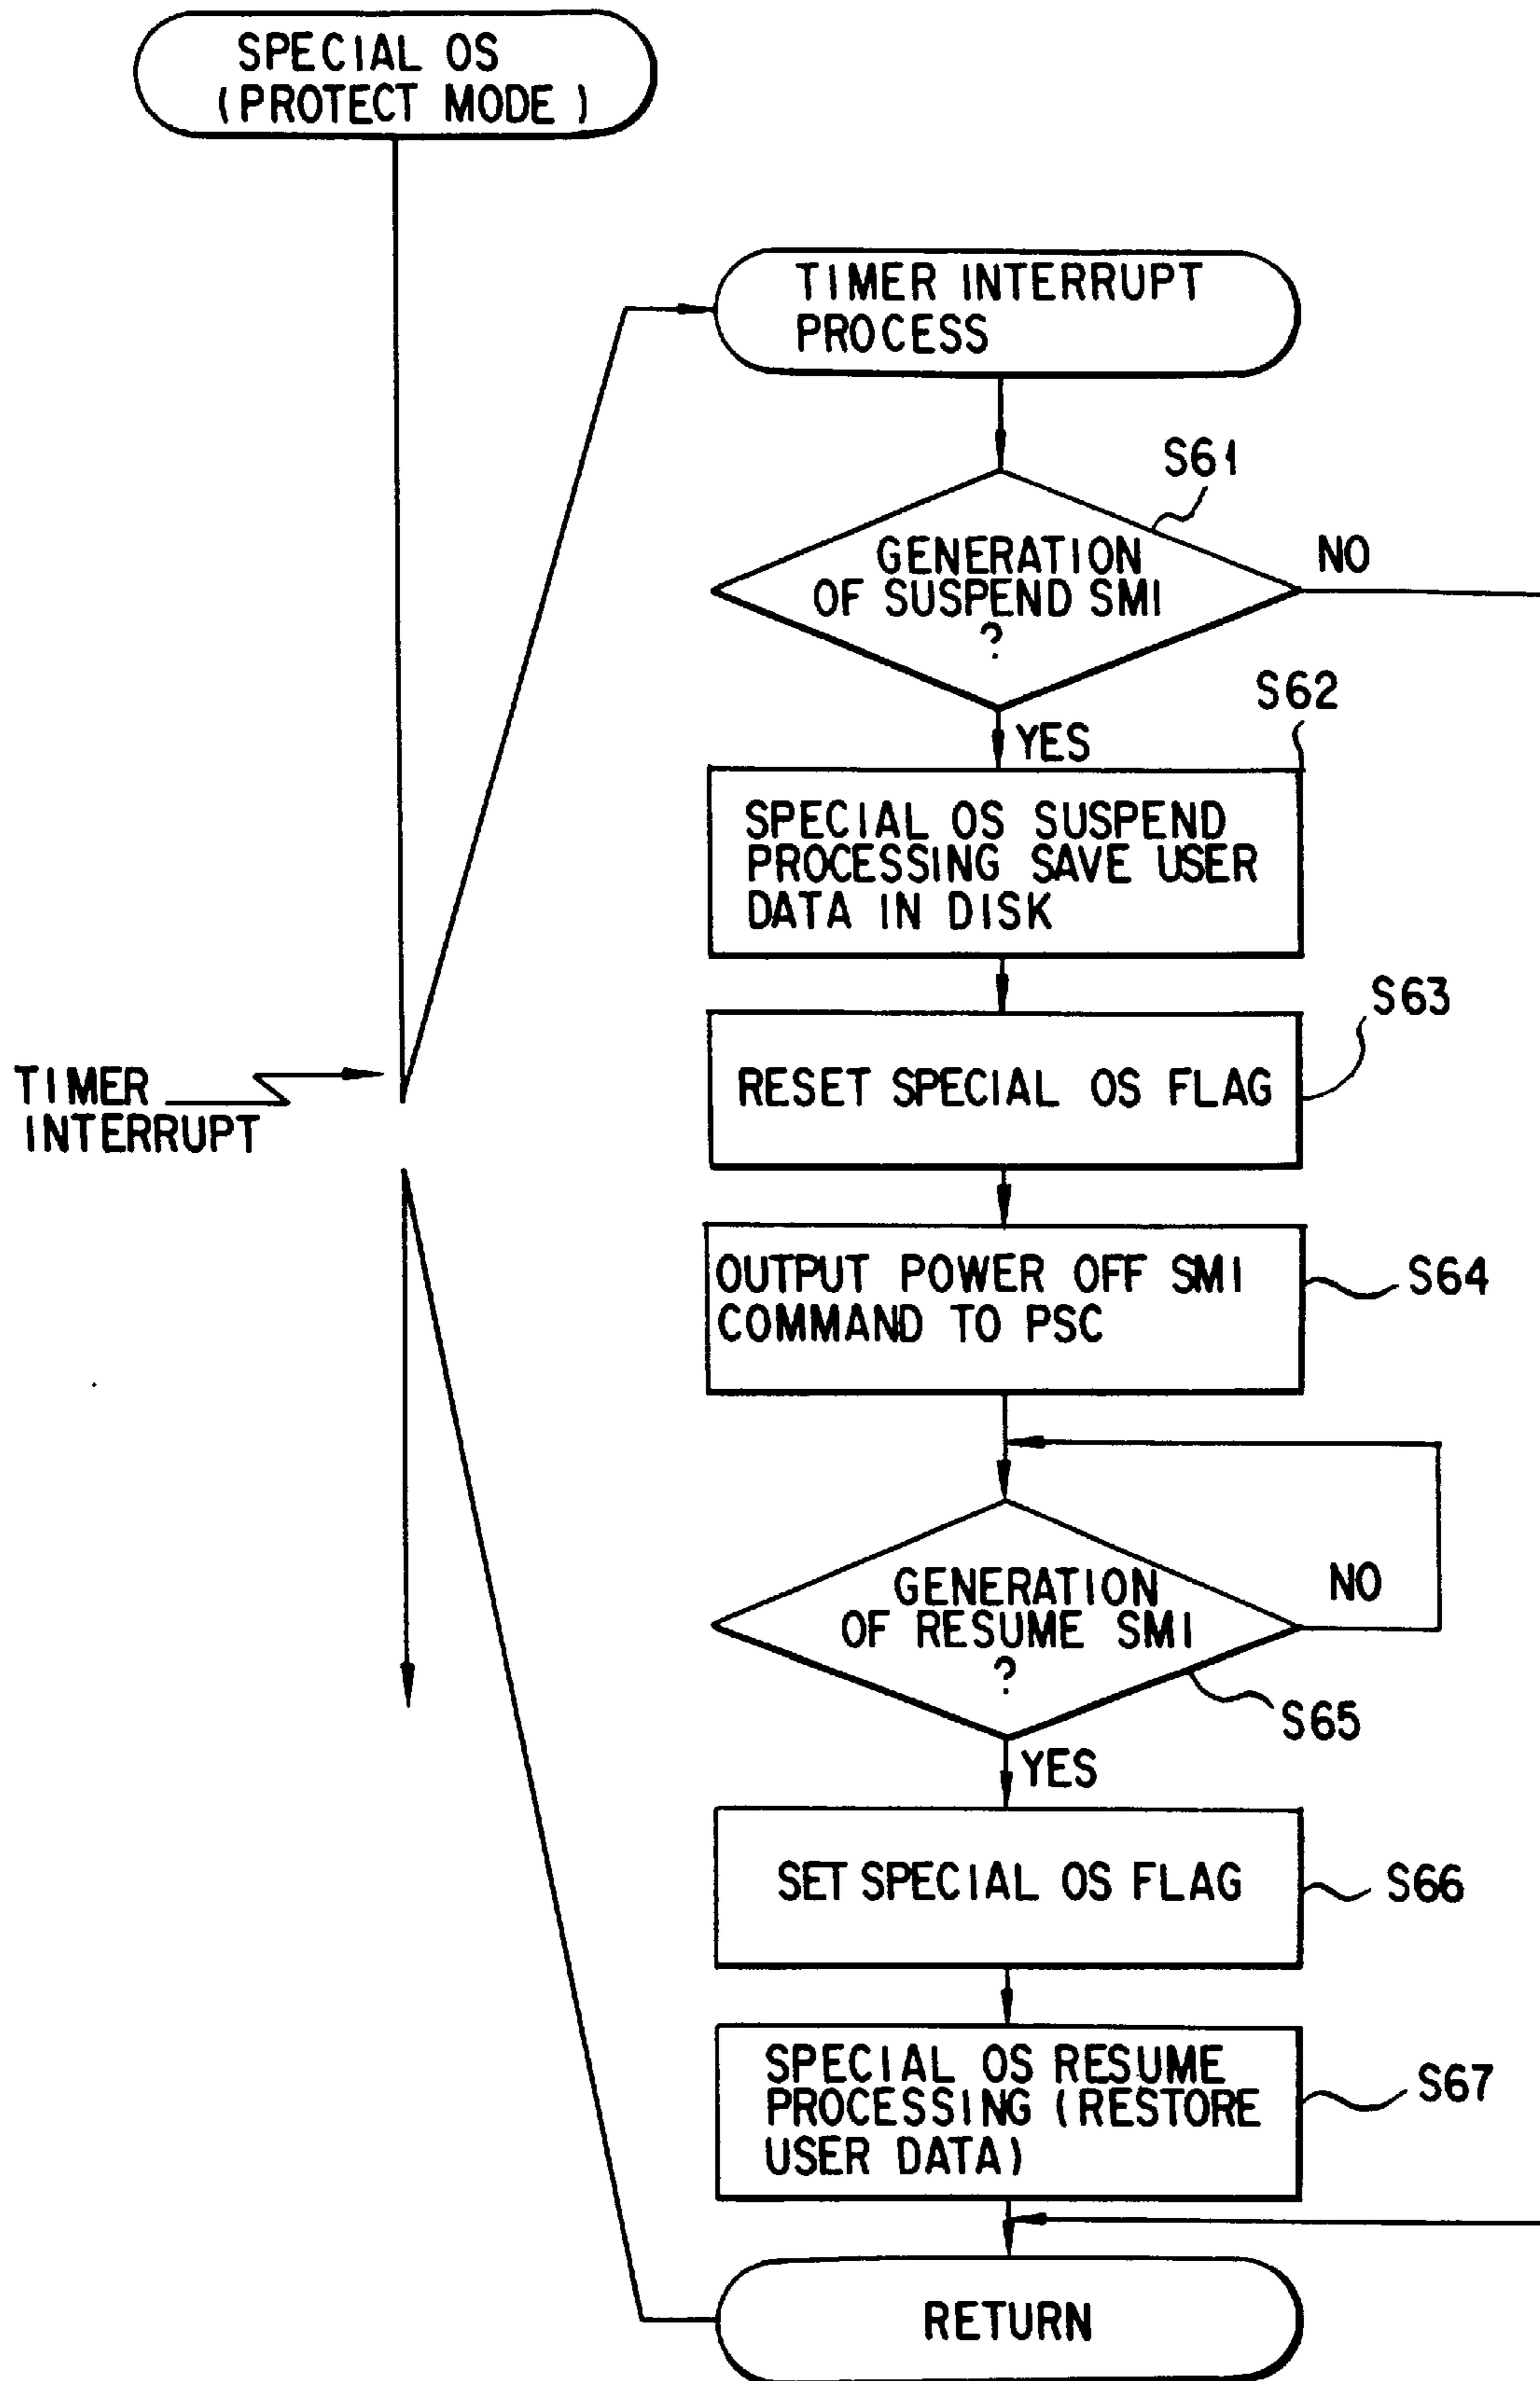 SPECIAL OS
(PROTECT MODE)
TIMER INTERRUPT
PROCESS
S61
GENERATION
OF SUSPEND SMI
?
NO
YES
S62
SPECIAL OS SUSPEND
PROCESSING SAVE USER
DATA IN DISK
S63
RESET SPECIAL OS FLAG
TIMER
INTERRUPT
OUTPUT POWER OFF SMI
COMMAND TO PSC
S64
GENERATION
OF RESUME SMI
?
NO
S65
YES
SET SPECIAL OS FLAG
S66
SPECIAL OS RESUME
PROCESSING (RESTORE
USER DATA)
S67
RETURN